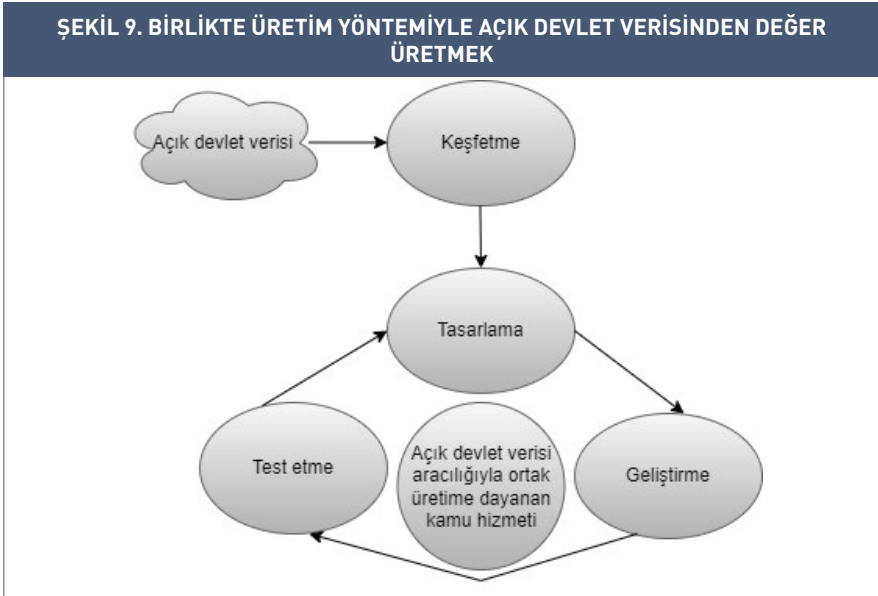 ŞEKİL 9. BİRLİKTE ÜRETİM YÖNTEMİYLE AÇIK DEVLET VERİSİNDEN DEĞER
ÜRETMEK
Açık devlet verisi
Keşfetme
Tasarlama
Test etme
Açık devlet verisi
aracılığıyla ortak
üretime dayanan
kamu hizmeti
Geliştirme